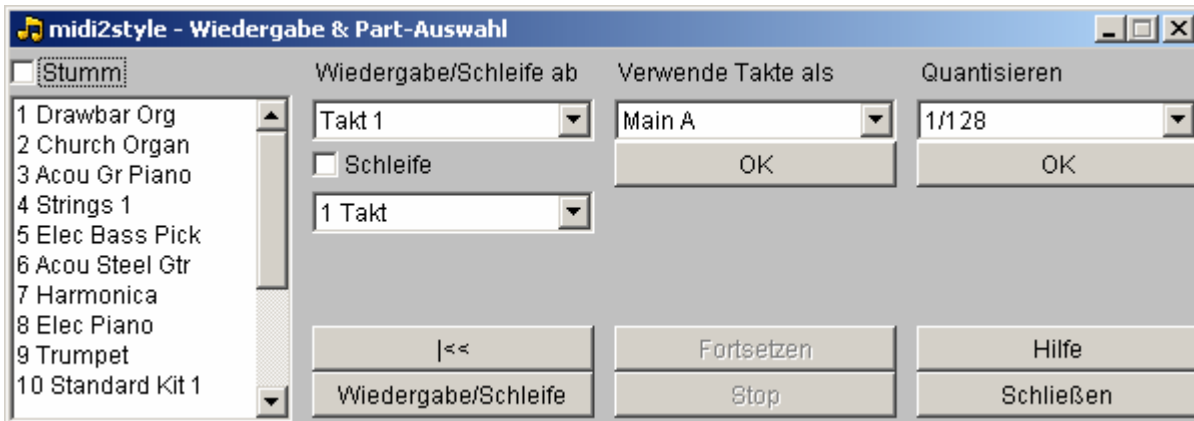 midi2style - Wiedergabe & Part-Auswahl
Stumm
1 Drawbar Org
2 Church Organ
3 Acou Gr Piano
4 Strings 1
5 Elec Bass Pick
6 Acou Steel Gtr
7 Harmonica
8 Elec Piano
9 Trumpet
10 Standard Kit 1
Wiedergabe/Schleife ab
Takt 1
Schleife
1 Takt
|<<
Wiedergabe/Schleife
Verwende Takte als
Main A
OK
Fortsetzen
Stop
Quantisieren
1/128
OK
Hilfe
Schließen